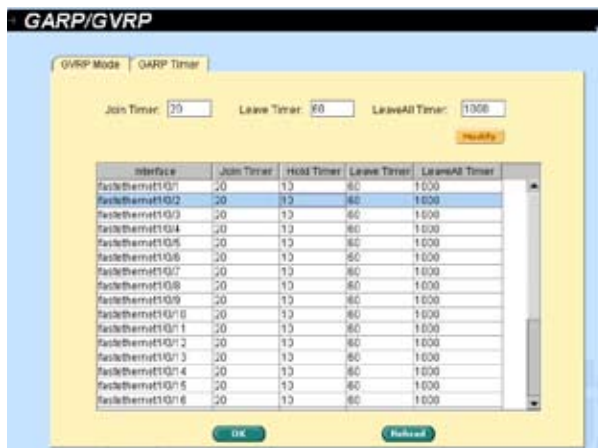 GARP/GVRP
GVRP Mode GARP Timer
Join Timer: 20 Leave Timer: 60 LeaveAll Timer: 1000
Modify
Interface Join Timer Hold Timer Leave Timer LeaveAll Timer
fastethernet1/0/1 20 10 60 1000
fastethernet1/0/2 20 10 60 1000
fastethernet1/0/3 20 10 60 1000
fastethernet1/0/4 20 10 60 1000
fastethernet1/0/5 20 10 60 1000
fastethernet1/0/6 20 10 60 1000
fastethernet1/0/7 20 10 60 1000
fastethernet1/0/8 20 10 60 1000
fastethernet1/0/9 20 10 60 1000
fastethernet1/0/10 20 10 60 1000
fastethernet1/0/11 20 10 60 1000
fastethernet1/0/12 20 10 60 1000
fastethernet1/0/13 20 10 60 1000
fastethernet1/0/14 20 10 60 1000
fastethernet1/0/15 20 10 60 1000
fastethernet1/0/16 20 10 60 1000
OK Reload